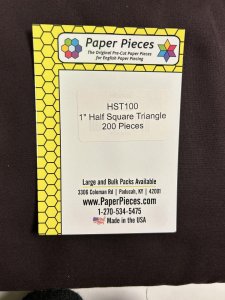 Paper Pieces
The Original Pre-Cut Paper Pieces
for English Paper Piecing
HST100
1" Half Square Triangle
200 Pieces
Large and Bulk Packs Available
3306 Coleman Rd | Paducah, KY | 42001
www.PaperPieces.com
1-270-534-5475
Made in the USA